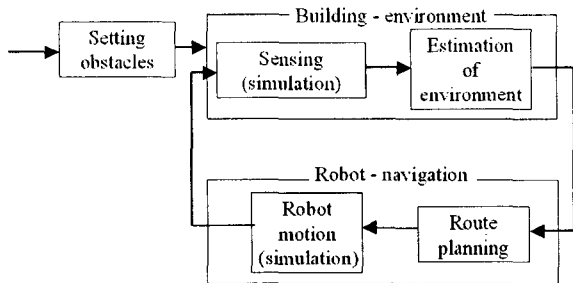 Building - environment
Setting
obstacles
Sensing
(simulation)
Estimation
of
environment
Robot - navigation
Robot
motion
(simulation)
Route
planning